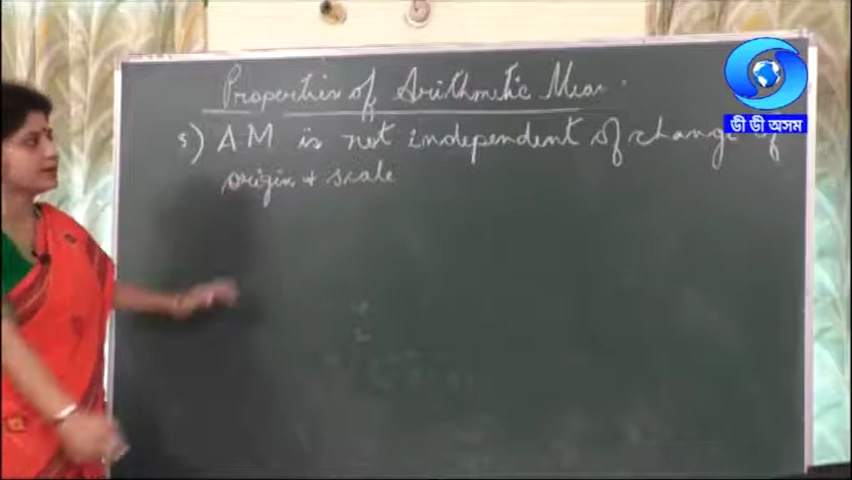 Properties of Arithmetic Mean
5) AM is not independent of change of
origin & scale
ডী ডী অসম